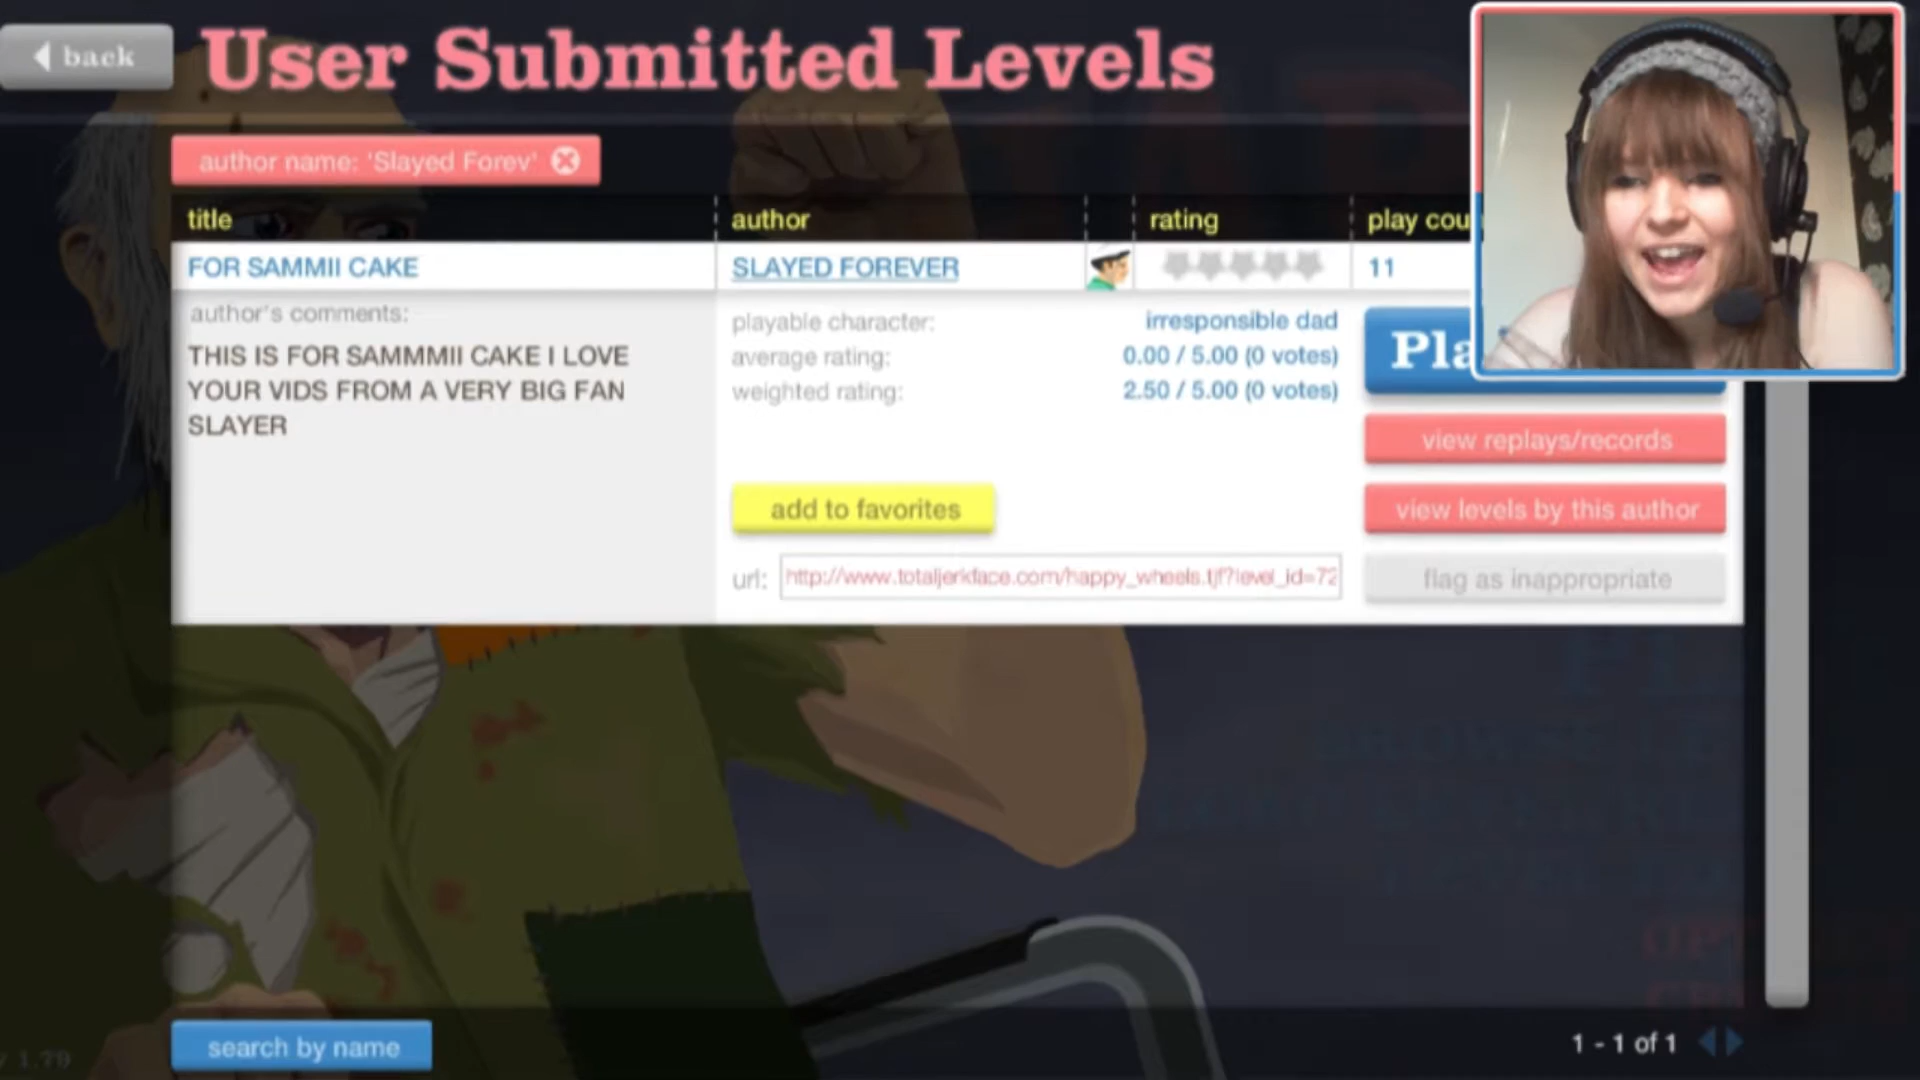 back
User Submitted Levels
author name: 'Slayed Forev'
title author rating play cou
FOR SAMMII CAKE SLAYED FOREVER 11
author's comments:
THIS IS FOR SAMMMII CAKE I LOVE
YOUR VIDS FROM A VERY BIG FAN
SLAYER
playable character: irresponsible dad
average rating: 0.00 / 5.00 (0 votes)
weighted rating: 2.50 / 5.00 (0 votes)
add to favorites
url: http://www.totaljerkface.com/happy_wheels.tjf?level_id=72
Pla
view replays/records
view levels by this author
flag as inappropriate
search by name
1 - 1 of 1
v 1.79